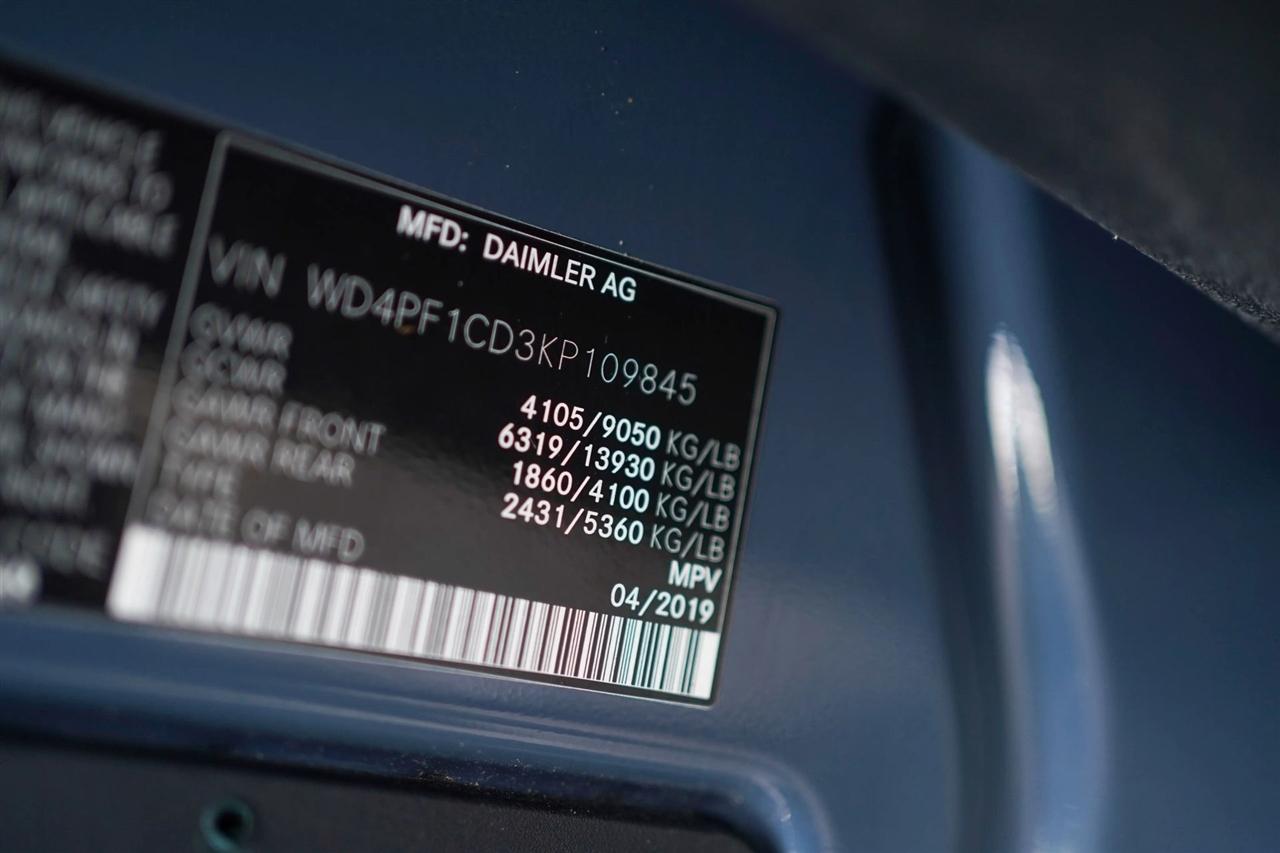 VEHICLE
MFD: DAIMLER AG
VIN WD4PF1CD3KP109845
GVWR 4105/9050 KG/LB
GCWR 6319/13930 KG/LB
GAWR FRONT 1860/4100 KG/LB
GAWR REAR 2431/5360 KG/LB
TYPE MPV
DATE OF MFD 04/2019